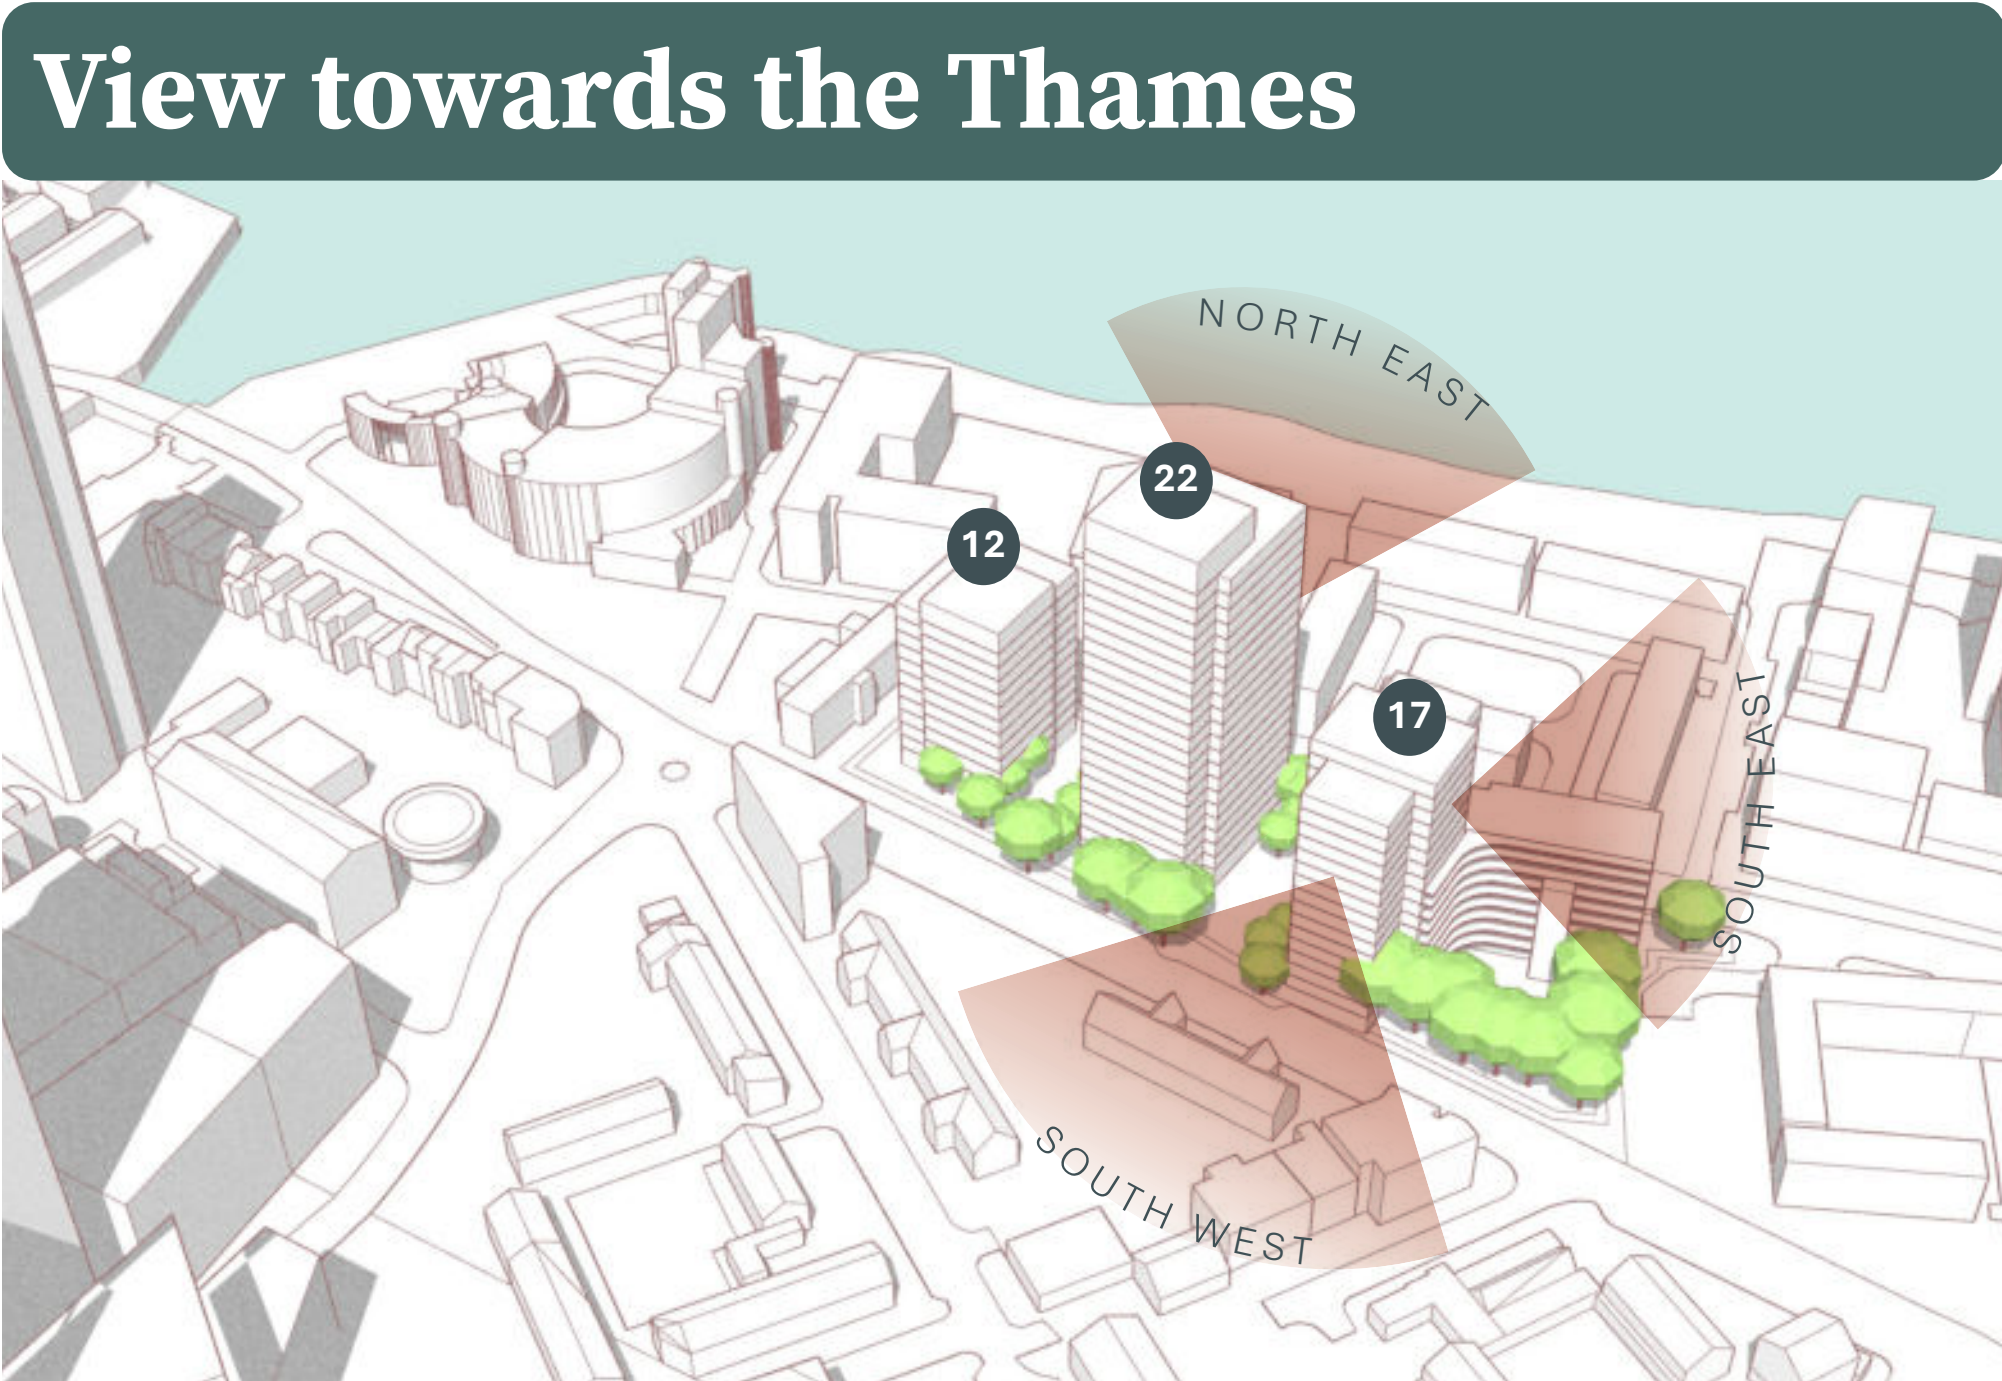 View towards the Thames
NORTH EAST
22
12
17
SOUTH EAST
SOUTH WEST